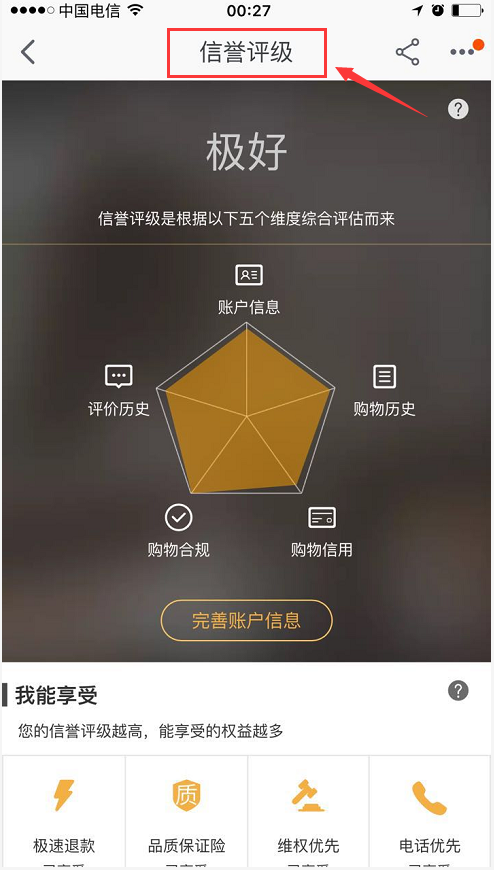 中国电信 00:27
信誉评级
?
极好
信誉评级是根据以下五个维度综合评估而来
账户信息
评价历史 购物历史
购物合规 购物信用
完善账户信息
我能享受 ?
您的信誉评级越高，能享受的权益越多
质
极速退款 品质保证险 维权优先 电话优先